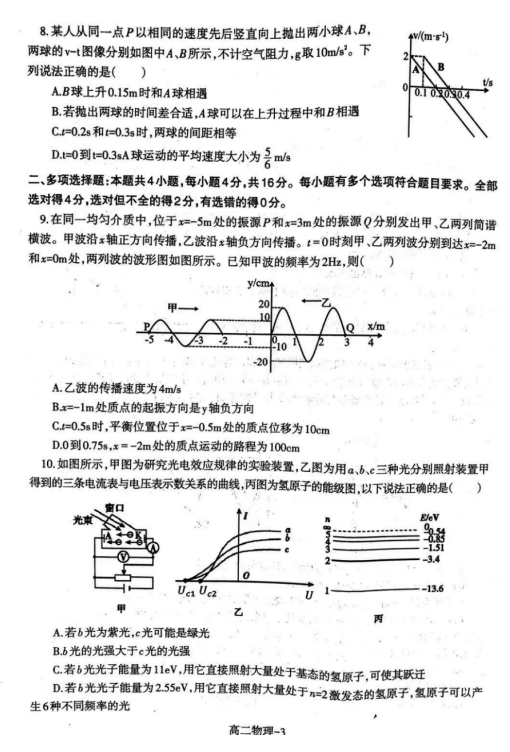 8.某人从同一点P以相同的速度先后竖直向上抛出两小球A、B,
两球的v-t图像分别如图中A、B所示,不计空气阻力,g取10m/s²。下
列说法正确的是(    )
A.B球上升0.15m时和A球相遇
B.若抛出两球的时间差合适,A球可以在上升过程中和B相遇
C.t=0.2s和t=0.3s时,两球的间距相等
D.t=0到t=0.3sA球运动的平均速度大小为5/6 m/s
v/(m·s⁻¹)
2
A
B
0
0.1 0.2 0.3 0.4
t/s
二、多项选择题:本题共4小题,每小题4分,共16分。每小题有多个选项符合题目要求。全部
选对得4分,选对但不全的得2分,有选错的得0分。
9.在同一均匀介质中,位于x=-5m处的振源P和x=3m处的振源Q分别发出甲、乙两列简谐
横波。甲波沿x轴正方向传播,乙波沿x轴负方向传播。t=0时刻甲、乙两列波分别到达x=-2m
和x=0m处,两列波的波形图如图所示。已知甲波的频率为2Hz,则(    )
y/cm
20
10
-10
-20
甲
乙
P
Q
x/m
-5 -4 -3 -2 -1 0 1 2 3 4
A.乙波的传播速度为4m/s
B.x=-1m处质点的起振方向是y轴负方向
C.t=0.5s时,平衡位置位于x=-0.5m处的质点位移为10cm
D.0到0.75s,x=-2m处的质点运动的路程为100cm
10.如图所示,甲图为研究光电效应规律的实验装置,乙图为用a、b、c三种光分别照射装置甲
得到的三条电流表与电压表示数关系的曲线,丙图为氢原子的能级图,以下说法正确的是(    )
窗口
光束
A
K
A
V
甲
I
a
b
c
Uc1 Uc2
O
U
乙
n
E/eV
∞ 0
5 -0.54
4 -0.85
3 -1.51
2 -3.4
1 -13.6
丙
A.若b光为紫光,c光可能是绿光
B.b光的光强大于c光的光强
C.若b光光子能量为11eV,用它直接照射大量处于基态的氢原子,可使其跃迁
D.若b光光子能量为2.55eV,用它直接照射大量处于n=2激发态的氢原子,氢原子可以产
生6种不同频率的光
高二物理-3